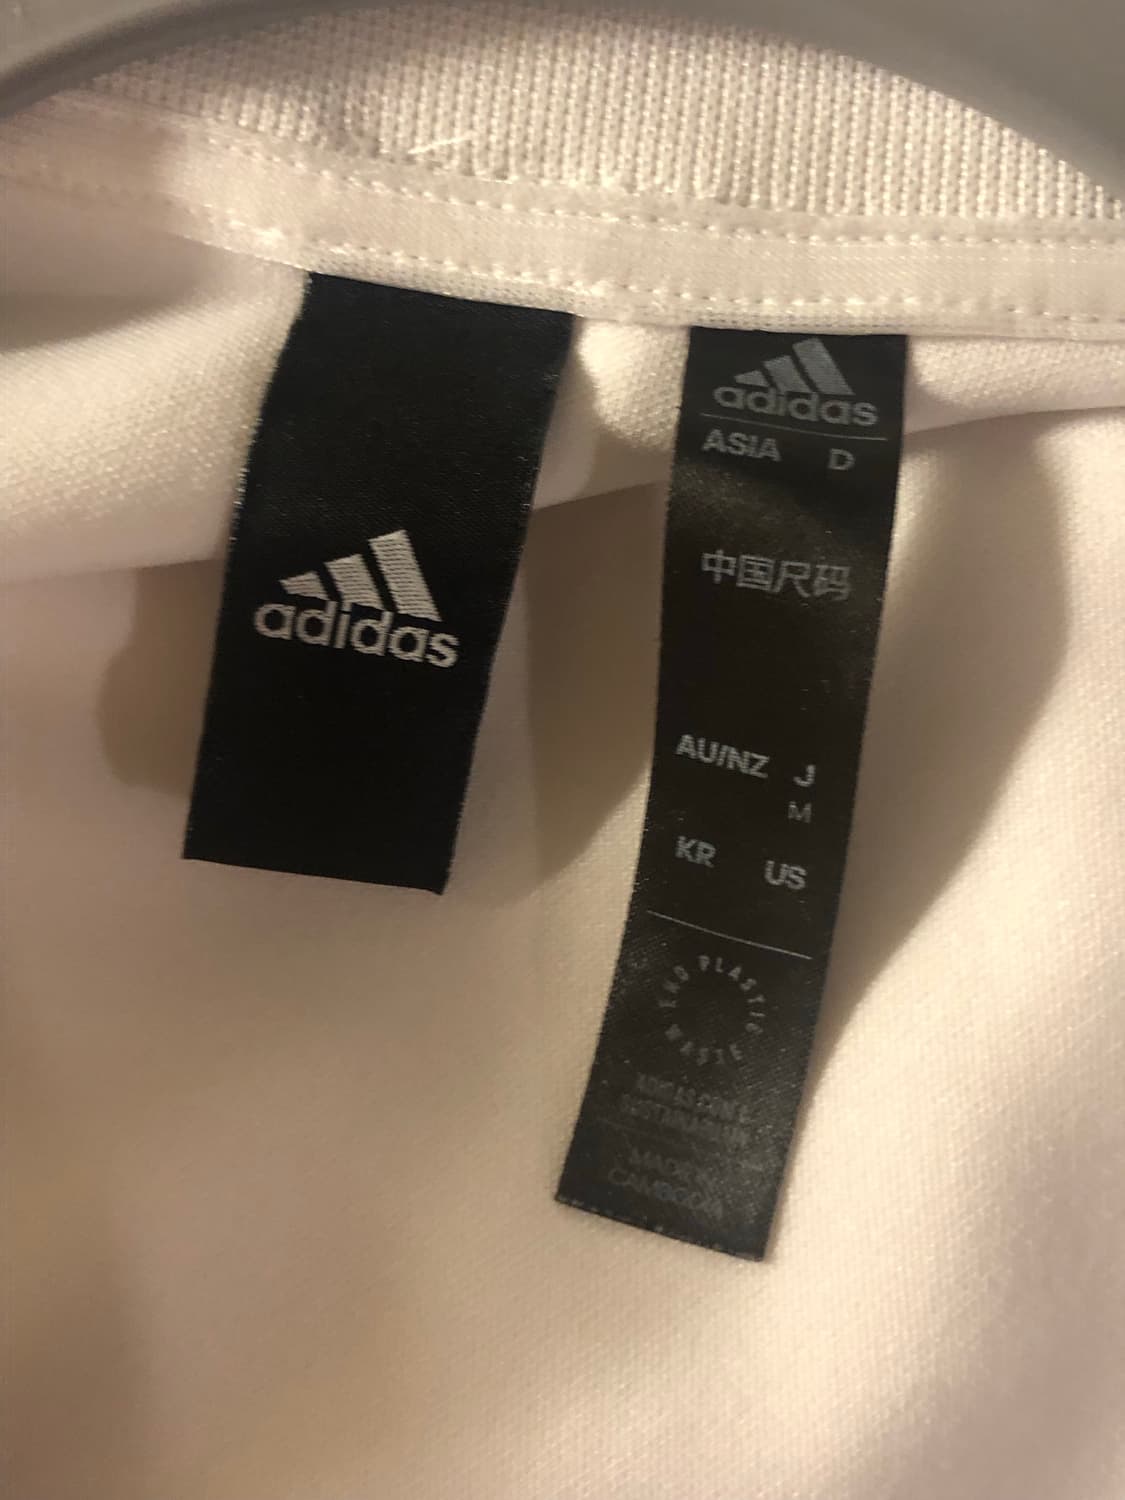 adidas
adidas
ASIA D
中国尺码
AU/NZ J
M
KR US
END PLASTIC WASTE
MADE IN
CAMBODIA